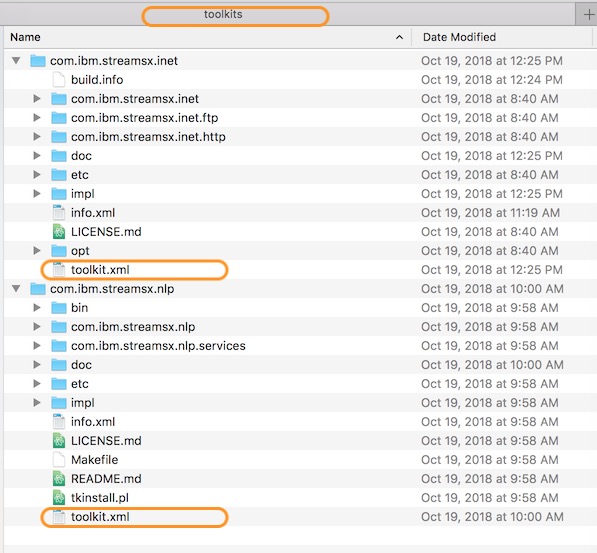 toolkits
Name Date Modified
com.ibm.streamsx.inet Oct 19, 2018 at 12:25 PM
build.info Oct 19, 2018 at 12:24 PM
com.ibm.streamsx.inet Oct 19, 2018 at 8:40 AM
com.ibm.streamsx.inet.ftp Oct 19, 2018 at 8:40 AM
com.ibm.streamsx.inet.http Oct 19, 2018 at 8:40 AM
doc Oct 19, 2018 at 12:25 PM
etc Oct 19, 2018 at 8:40 AM
impl Oct 19, 2018 at 12:25 PM
info.xml Oct 19, 2018 at 11:19 AM
LICENSE.md Oct 19, 2018 at 8:40 AM
opt Oct 19, 2018 at 8:40 AM
toolkit.xml Oct 19, 2018 at 12:25 PM
com.ibm.streamsx.nlp Oct 19, 2018 at 10:00 AM
bin Oct 19, 2018 at 9:58 AM
com.ibm.streamsx.nlp Oct 19, 2018 at 9:58 AM
com.ibm.streamsx.nlp.services Oct 19, 2018 at 9:58 AM
doc Oct 19, 2018 at 10:00 AM
etc Oct 19, 2018 at 9:58 AM
impl Oct 19, 2018 at 9:58 AM
info.xml Oct 19, 2018 at 9:58 AM
LICENSE.md Oct 19, 2018 at 9:58 AM
Makefile Oct 19, 2018 at 9:58 AM
README.md Oct 19, 2018 at 9:58 AM
tkinstall.pl Oct 19, 2018 at 9:58 AM
toolkit.xml Oct 19, 2018 at 10:00 AM